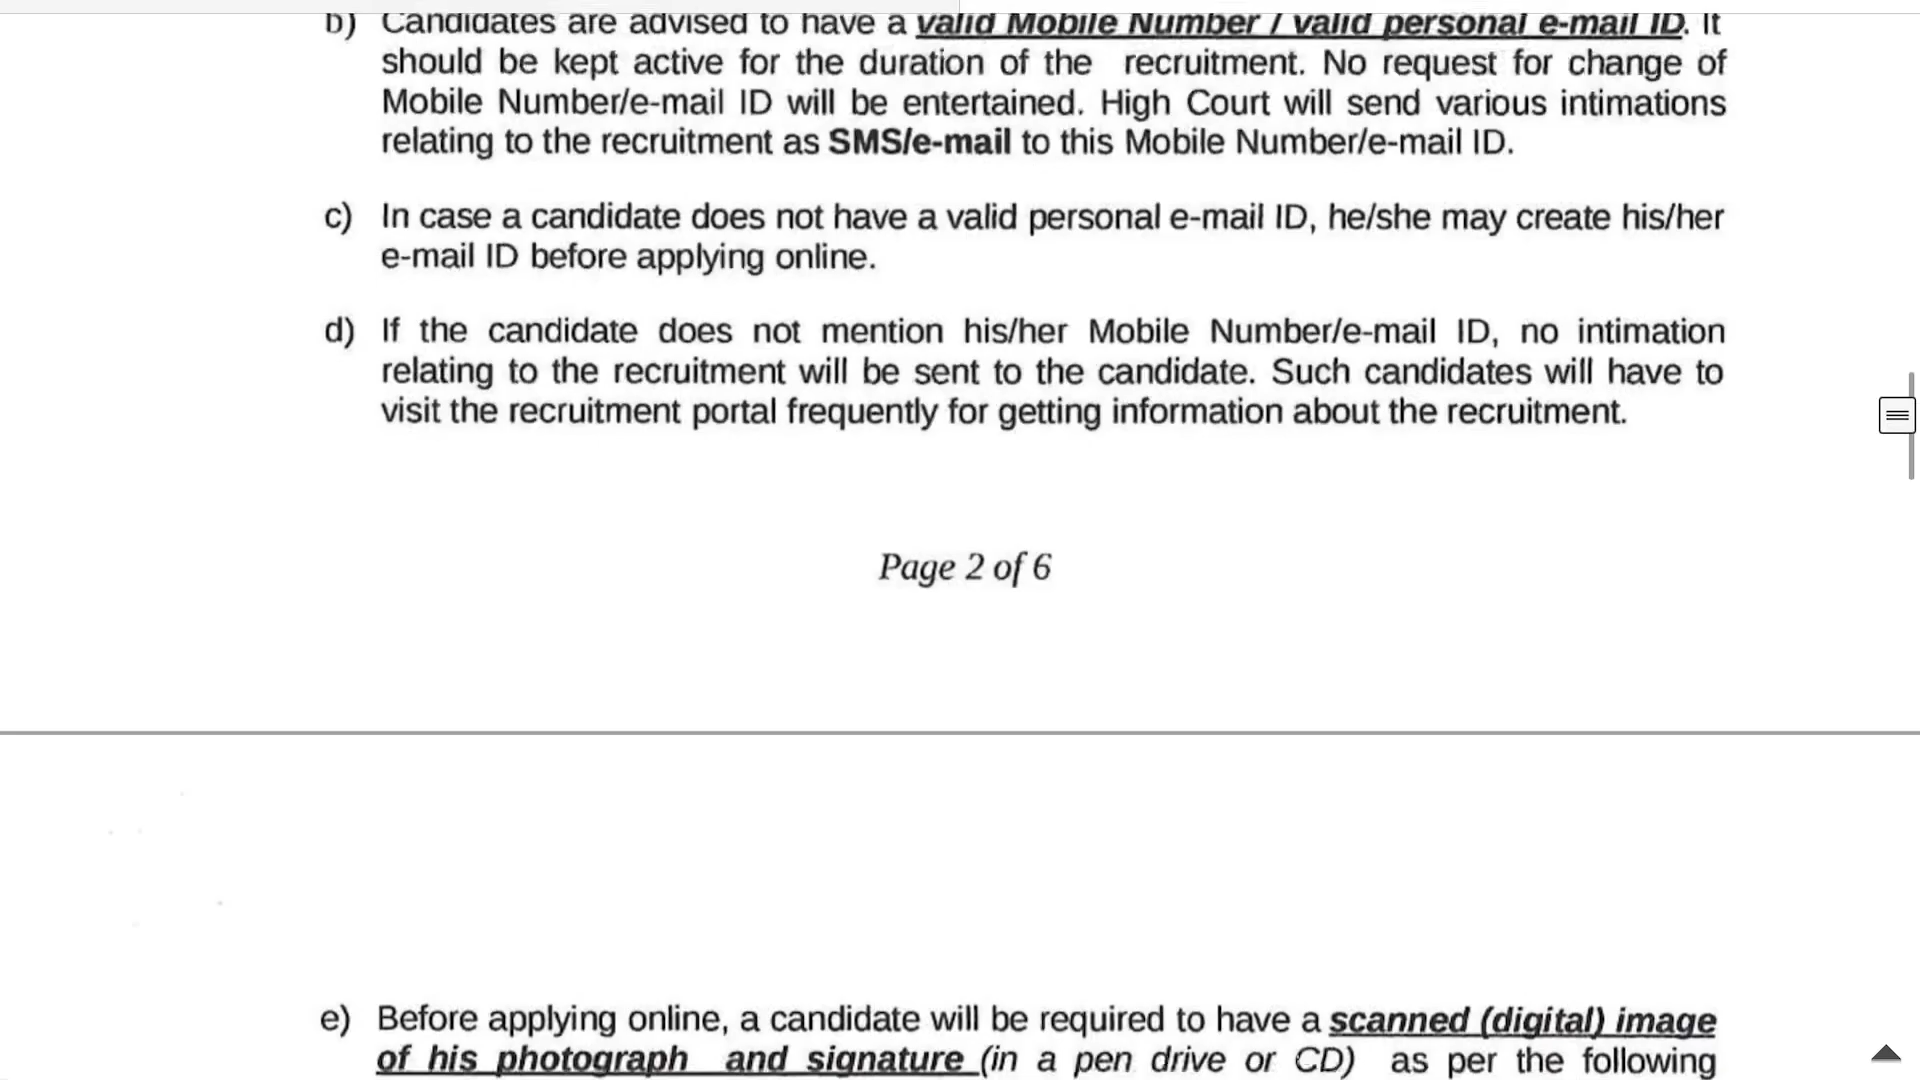 b) Candidates are advised to have a valid Mobile Number / valid personal e-mail ID. It
should be kept active for the duration of the recruitment. No request for change of
Mobile Number/e-mail ID will be entertained. High Court will send various intimations
relating to the recruitment as SMS/e-mail to this Mobile Number/e-mail ID.
c) In case a candidate does not have a valid personal e-mail ID, he/she may create his/her
e-mail ID before applying online.
d) If the candidate does not mention his/her Mobile Number/e-mail ID, no intimation
relating to the recruitment will be sent to the candidate. Such candidates will have to
visit the recruitment portal frequently for getting information about the recruitment.
Page 2 of 6
e) Before applying online, a candidate will be required to have a scanned (digital) image
of his photograph and signature (in a pen drive or CD) as per the following